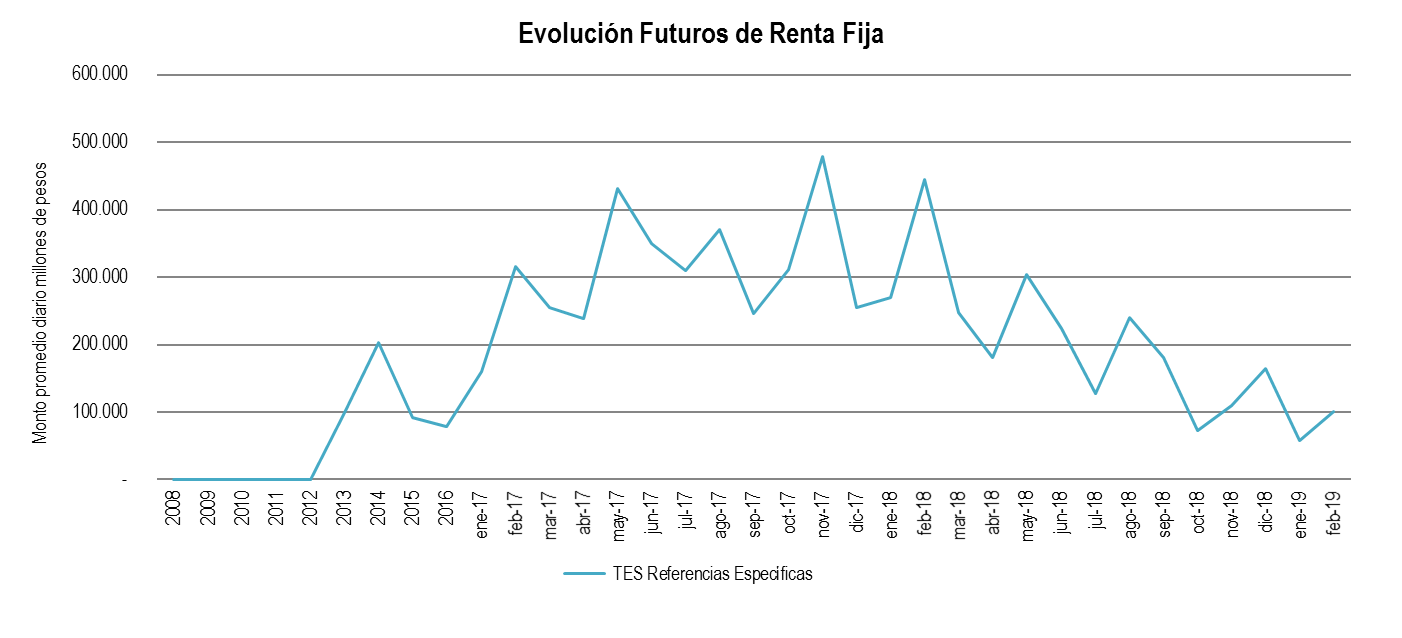 Evolución Futuros de Renta Fija
Monto promedio diario millones de pesos
600.000
500.000
400.000
300.000
200.000
100.000
-
2008
2009
2010
2011
2012
2013
2014
2015
2016
ene-17
feb-17
mar-17
abr-17
may-17
jun-17
jul-17
ago-17
sep-17
oct-17
nov-17
dic-17
ene-18
feb-18
mar-18
abr-18
may-18
jun-18
jul-18
ago-18
sep-18
oct-18
nov-18
dic-18
ene-19
feb-19
TES Referencias Especificas